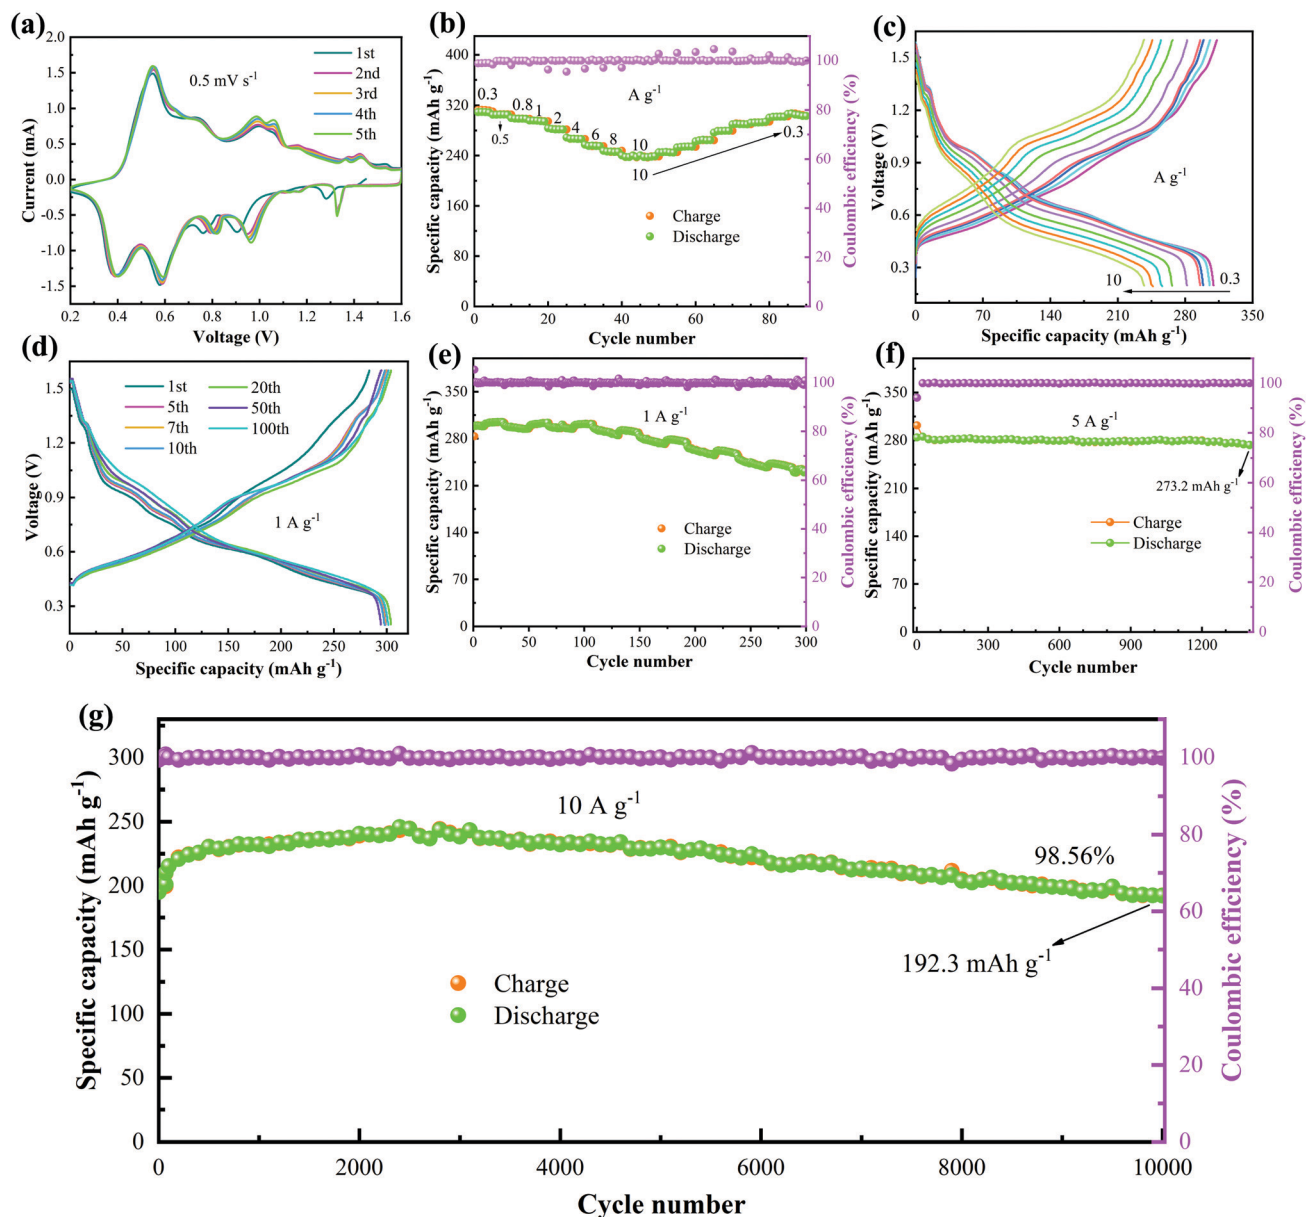 (a)
2.0
1.5
1.0
0.5
0.0
-0.5
-1.0
-1.5
Current (mA)
0.5 mV s-1
1st
2nd
3rd
4th
5th
0.2 0.4 0.6 0.8 1.0 1.2 1.4 1.6
Voltage (V)
(b)
400
320
240
160
80
0
Specific capacity (mAh g-1)
A g-1
0.3
0.5
0.8
1
2
4
6
8
10
10
0.3
Charge
Discharge
100
80
60
40
20
0
Coulombic efficiency (%)
0 20 40 60 80
Cycle number
(c)
1.5
1.2
0.9
0.6
0.3
Voltage (V)
A g-1
10
0.3
0 70 140 210 280 350
Specific capacity (mAh g-1)
(d)
1.5
1.2
0.9
0.6
0.3
Voltage (V)
1st
5th
7th
10th
20th
50th
100th
1 A g-1
0 50 100 150 200 250 300
Specific capacity (mAh g-1)
(e)
350
280
210
140
70
0
Specific capacity (mAh g-1)
1 A g-1
Charge
Discharge
100
80
60
40
20
0
Coulombic efficiency (%)
0 50 100 150 200 250 300
Cycle number
(f)
350
280
210
140
70
0
Specific capacity (mAh g-1)
5 A g-1
273.2 mAh g-1
Charge
Discharge
100
80
60
40
20
0
Coulombic efficiency (%)
0 300 600 900 1200
Cycle number
(g)
300
250
200
150
100
50
0
Specific capacity (mAh g-1)
10 A g-1
98.56%
192.3 mAh g-1
Charge
Discharge
100
80
60
40
20
0
Coulombic efficiency (%)
0 2000 4000 6000 8000 10000
Cycle number